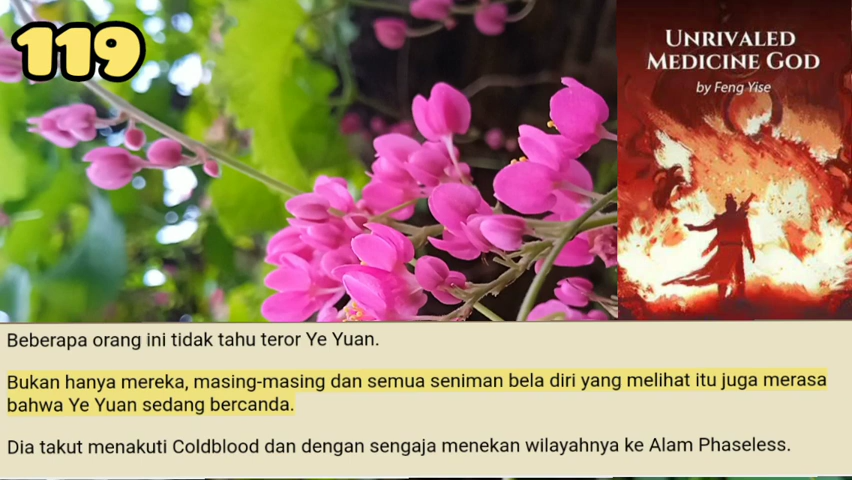 119
UNRIVALED
MEDICINE GOD
by Feng Yise
Beberapa orang ini tidak tahu teror Ye Yuan.
Bukan hanya mereka, masing-masing dan semua seniman bela diri yang melihat itu juga merasa
bahwa Ye Yuan sedang bercanda.
Dia takut menakuti Coldblood dan dengan sengaja menekan wilayahnya ke Alam Phaseless.